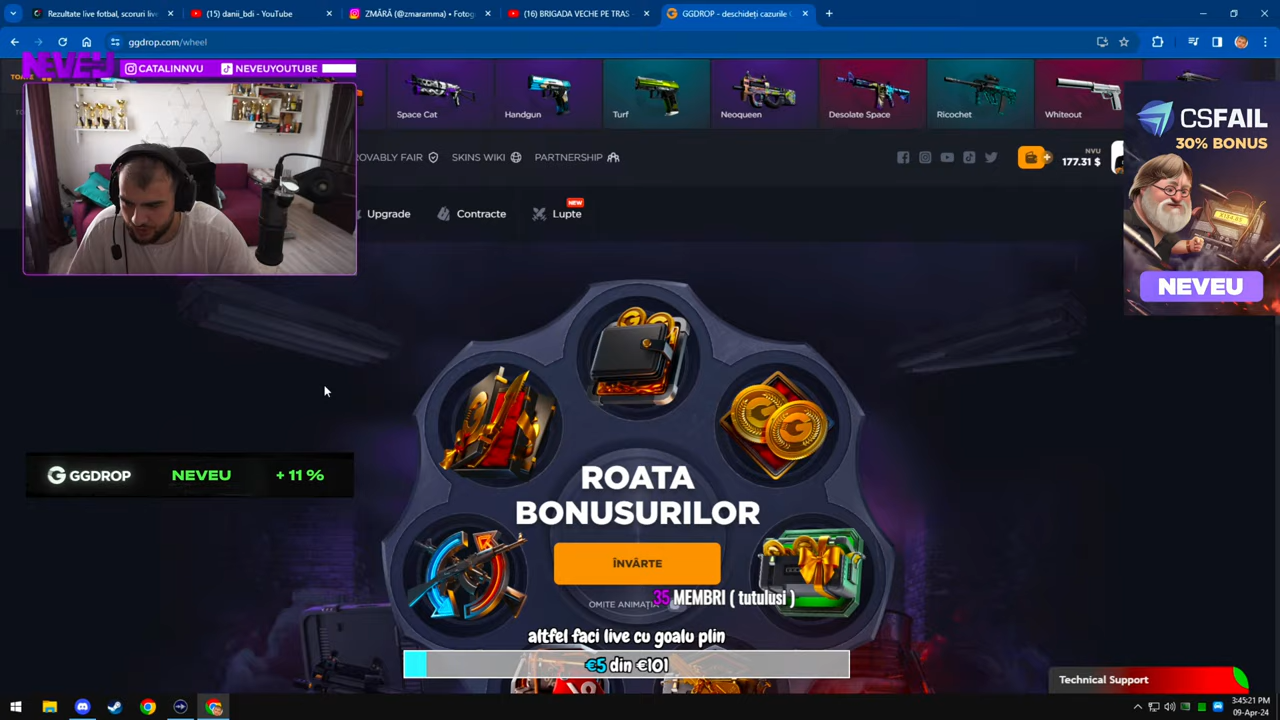 Rezultate live fotbal, scoruri live
(15) danii_bdi - YouTube
ZMĂRĂ (@zmaramma) • Fotog
(16) BRIGADA VECHE PE TRAS -
GGDROP - deschideți cazurile C
ggdrop.com/wheel
NEVEU
CATALINNVU
NEVEUYOUTUBE
Space Cat
Handgun
Turf
Neoqueen
Desolate Space
Ricochet
Whiteout
CSFAIL
30% BONUS
NEVEU
ROVABLY FAIR
SKINS WIKI
PARTNERSHIP
NVU
177.31 $
Upgrade
Contracte
NEW
Lupte
GGDROP
NEVEU
+ 11 %
ROATA
BONUSURILOR
ÎNVÂRTE
OMITE ANIMAȚIA
35 MEMBRI ( tutulusi )
altfel faci live cu goalu plin
€5 din €101
Technical Support
3:45:21 PM
09-Apr-24